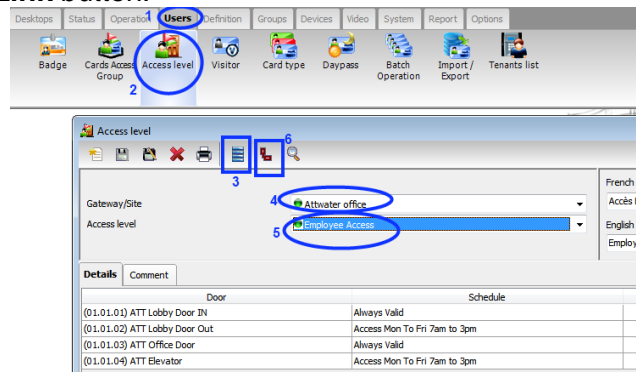 Desktops Status Operation 1 Users Definition Groups Devices Video System Report Options
Badge Cards Access Group Access level Visitor Card type Daypass Batch Operation Import / Export Tenants list
2
Access level
6
3
French
Gateway/Site 4 Attwater office Accès
Access level 5 Employee Access English
Employ
Details Comment
Door Schedule
(01.01.01) ATT Lobby Door IN Always Valid
(01.01.02) ATT Lobby Door Out Access Mon To Fri 7am to 3pm
(01.01.03) ATT Office Door Always Valid
(01.01.04) ATT Elevator Access Mon To Fri 7am to 3pm